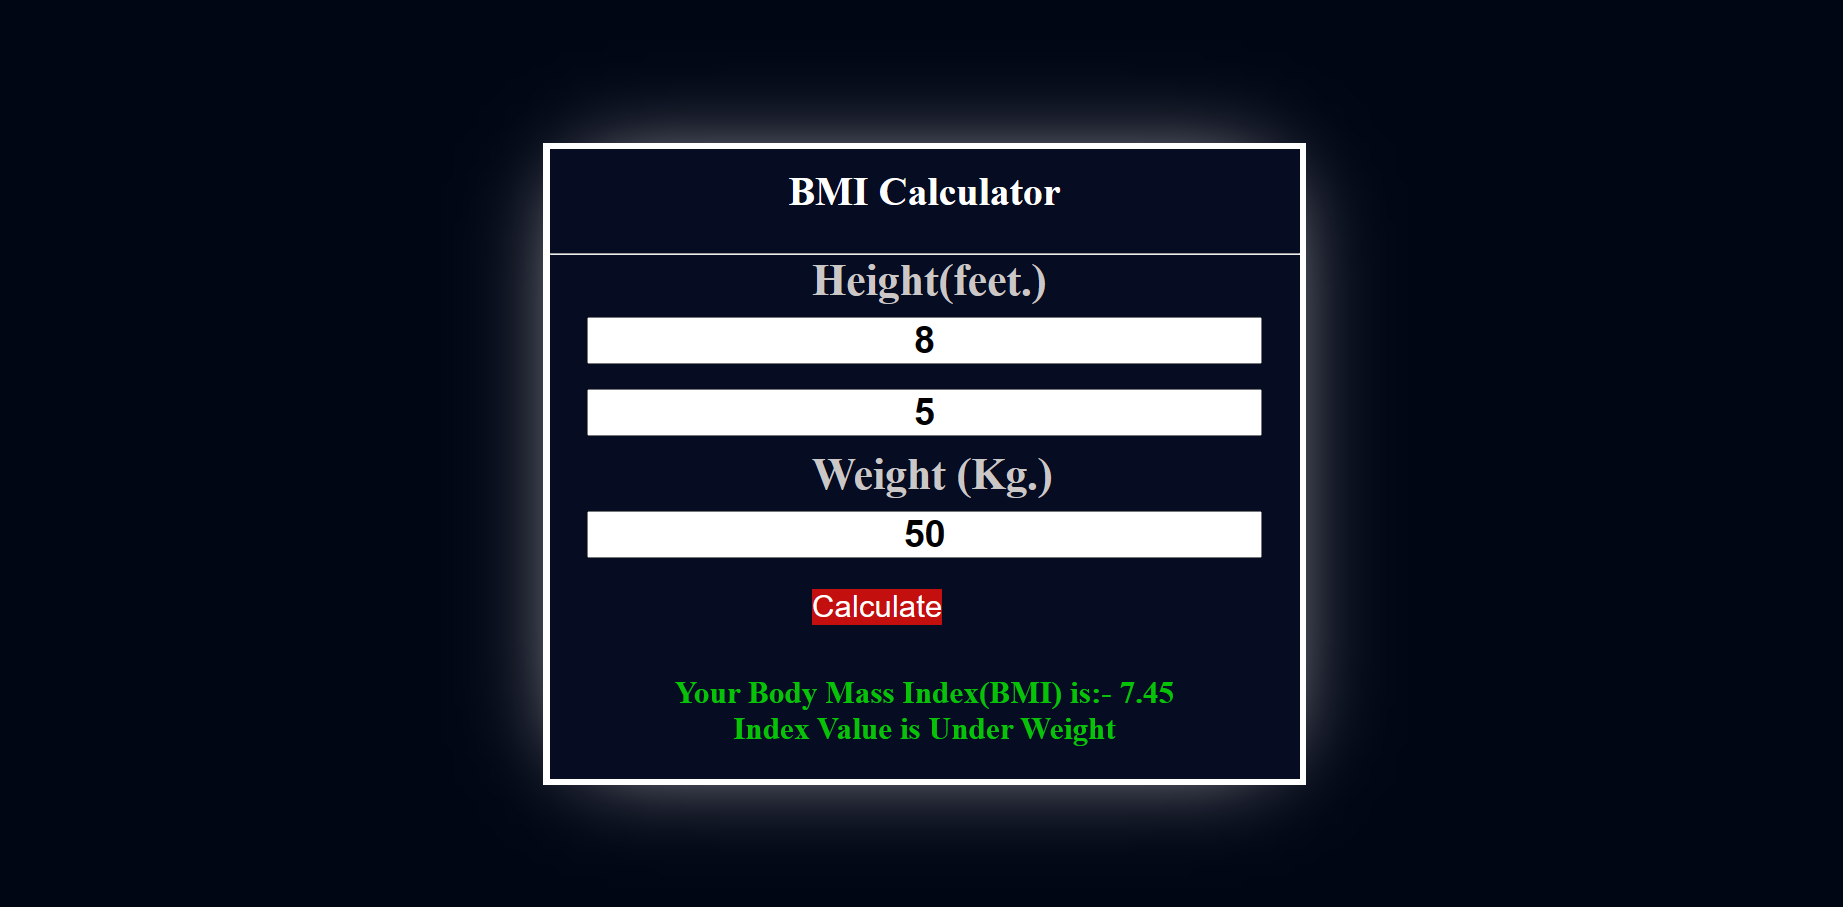 BMI Calculator
Height(feet.)
8
5
Weight (Kg.)
50
Calculate
Your Body Mass Index(BMI) is:- 7.45
Index Value is Under Weight